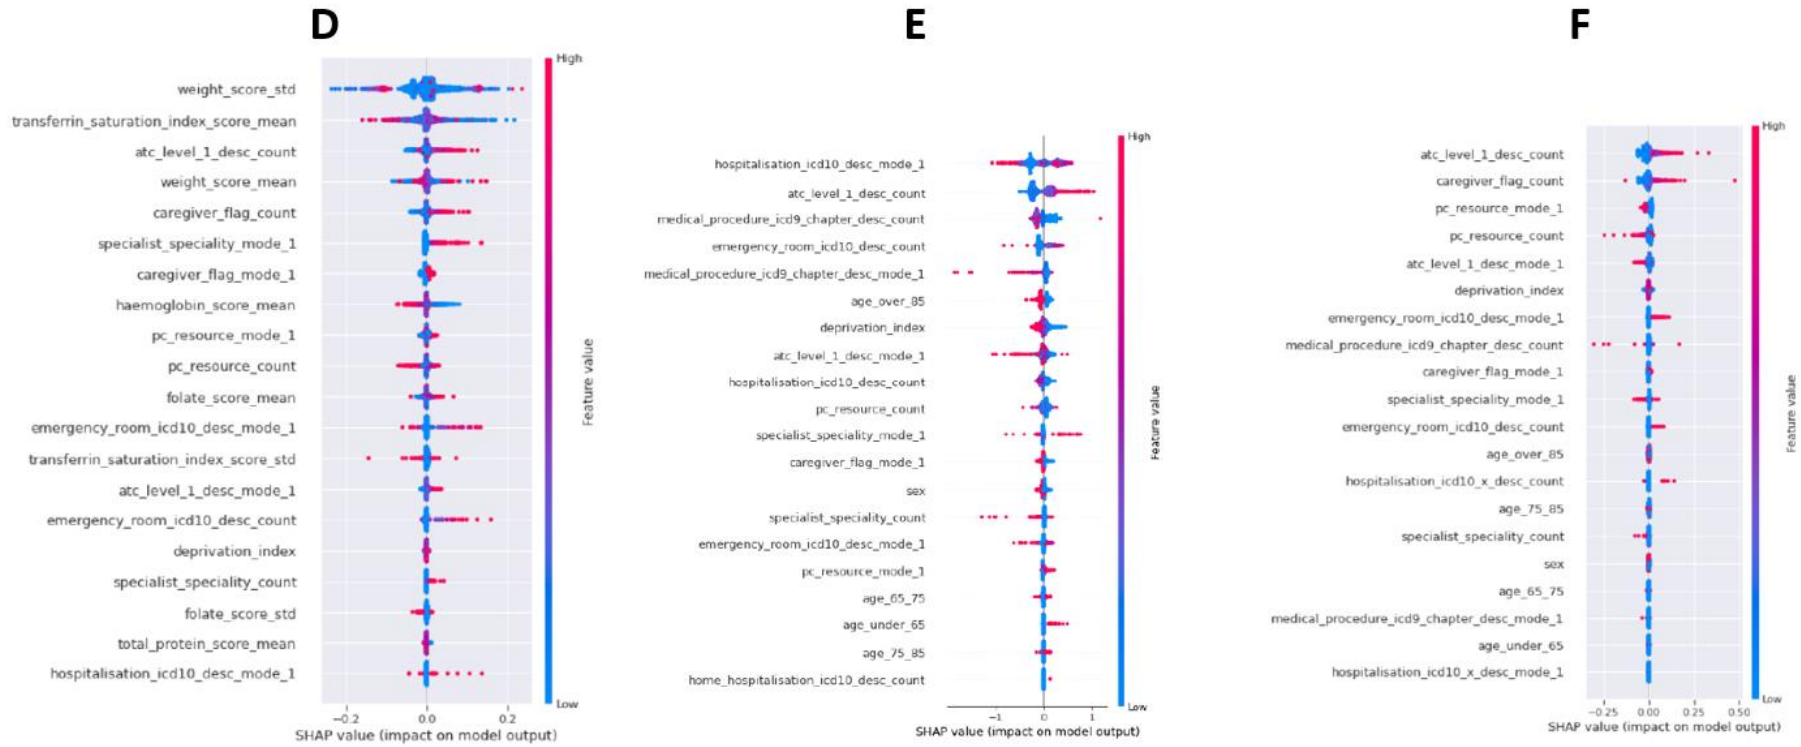 D
High
weight_score_std
transferrin_saturation_index_score_mean
atc_level_1_desc_count
weight_score_mean
caregiver_flag_count
specialist_speciality_mode_1
caregiver_flag_mode_1
haemoglobin_score_mean
pc_resource_mode_1
pc_resource_count
folate_score_mean
emergency_room_icd10_desc_mode_1
transferrin_saturation_index_score_std
atc_level_1_desc_mode_1
emergency_room_icd10_desc_count
deprivation_index
specialist_speciality_count
folate_score_std
total_protein_score_mean
hospitalisation_icd10_desc_mode_1
Feature value
Low
−0.2 0.0 0.2
SHAP value (impact on model output)
E
High
hospitalisation_icd10_desc_mode_1
atc_level_1_desc_count
medical_procedure_icd9_chapter_desc_count
emergency_room_icd10_desc_count
medical_procedure_icd9_chapter_desc_mode_1
age_over_85
deprivation_index
atc_level_1_desc_mode_1
hospitalisation_icd10_desc_count
pc_resource_count
specialist_speciality_mode_1
caregiver_flag_mode_1
sex
specialist_speciality_count
emergency_room_icd10_desc_mode_1
pc_resource_mode_1
age_65_75
age_under_65
age_75_85
home_hospitalisation_icd10_desc_count
Feature value
Low
−1 0 1
SHAP value (impact on model output)
F
High
atc_level_1_desc_count
caregiver_flag_count
pc_resource_mode_1
pc_resource_count
atc_level_1_desc_mode_1
deprivation_index
emergency_room_icd10_desc_mode_1
medical_procedure_icd9_chapter_desc_count
caregiver_flag_mode_1
specialist_speciality_mode_1
emergency_room_icd10_desc_count
age_over_85
hospitalisation_icd10_x_desc_count
age_75_85
specialist_speciality_count
sex
age_65_75
medical_procedure_icd9_chapter_desc_mode_1
age_under_65
hospitalisation_icd10_x_desc_mode_1
Feature value
Low
−0.25 0.00 0.25 0.50
SHAP value (impact on model output)